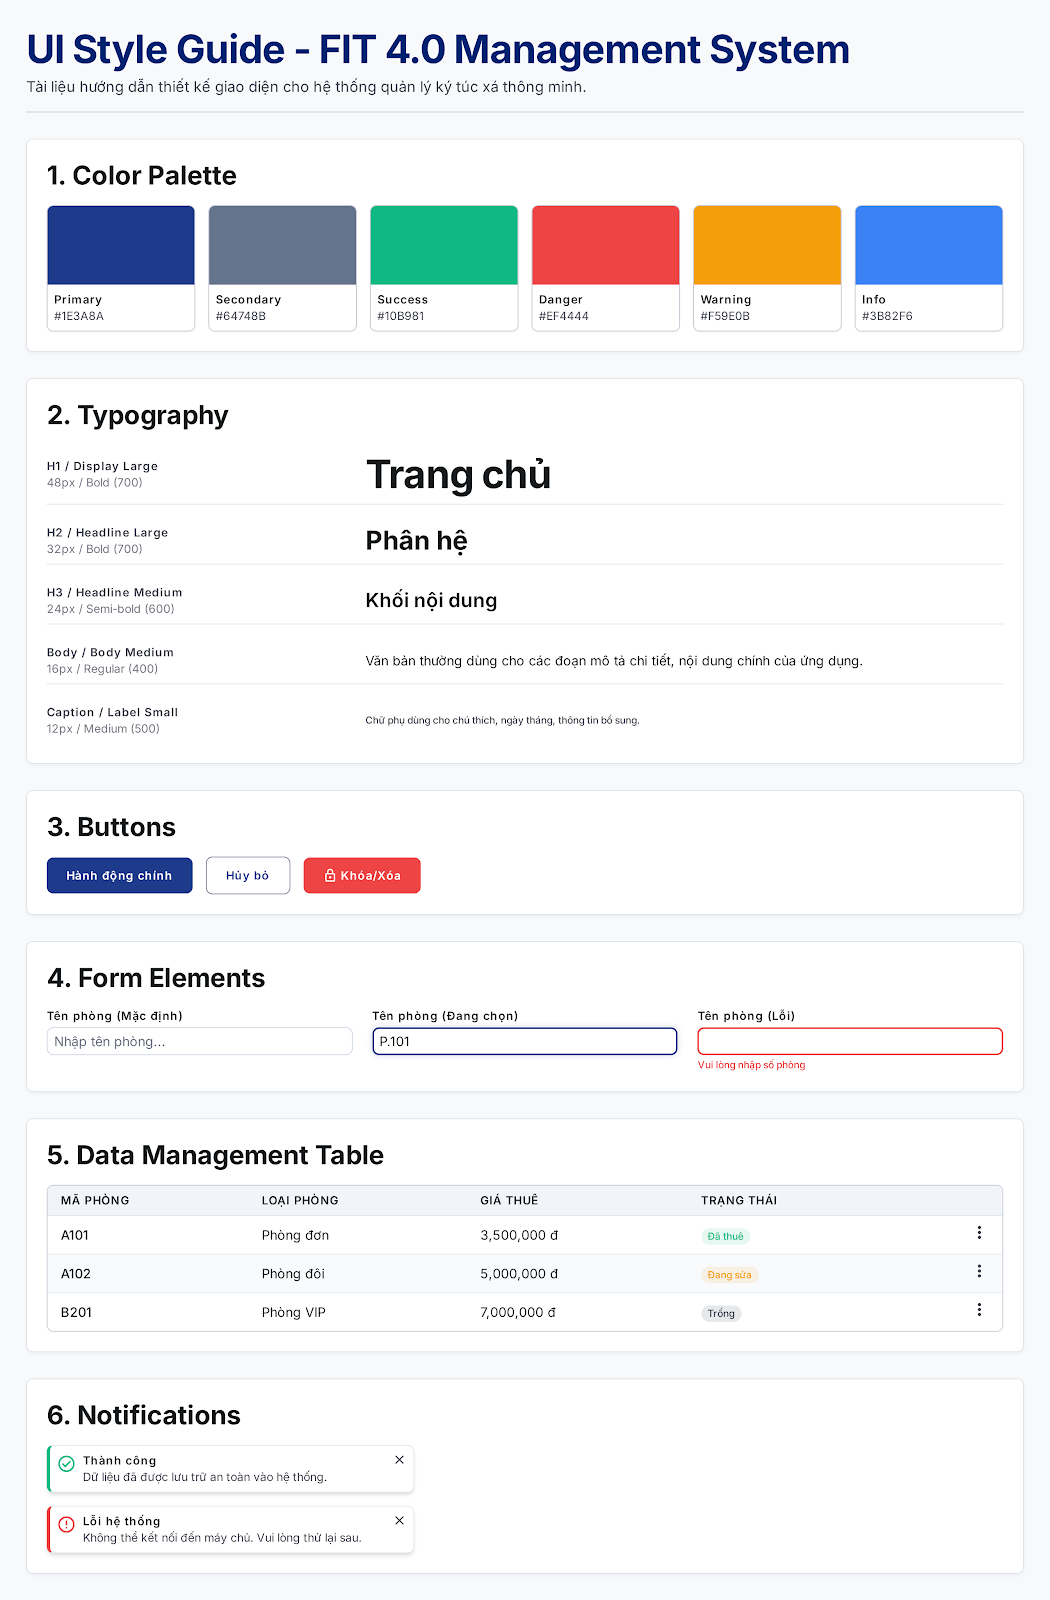 UI Style Guide - FIT 4.0 Management System
Tài liệu hướng dẫn thiết kế giao diện cho hệ thống quản lý ký túc xá thông minh.
1. Color Palette
Primary
#1E3A8A
Secondary
#64748B
Success
#10B981
Danger
#EF4444
Warning
#F59E0B
Info
#3B82F6
2. Typography
H1 / Display Large
48px / Bold (700)
Trang chủ
H2 / Headline Large
32px / Bold (700)
Phân hệ
H3 / Headline Medium
24px / Semi-bold (600)
Khối nội dung
Body / Body Medium
16px / Regular (400)
Văn bản thường dùng cho các đoạn mô tả chi tiết, nội dung chính của ứng dụng.
Caption / Label Small
12px / Medium (500)
Chữ phụ dùng cho chú thích, ngày tháng, thông tin bổ sung.
3. Buttons
Hành động chính
Hủy bỏ
Khóa/Xóa
4. Form Elements
Tên phòng (Mặc định)
Nhập tên phòng...
Tên phòng (Đang chọn)
P.101
Tên phòng (Lỗi)
Vui lòng nhập số phòng
5. Data Management Table
MÃ PHÒNG LOẠI PHÒNG GIÁ THUÊ TRẠNG THÁI
A101 Phòng đơn 3,500,000 đ Đã thuê
A102 Phòng đôi 5,000,000 đ Đang sửa
B201 Phòng VIP 7,000,000 đ Trống
6. Notifications
Thành công
Dữ liệu đã được lưu trữ an toàn vào hệ thống.
Lỗi hệ thống
Không thể kết nối đến máy chủ. Vui lòng thử lại sau.